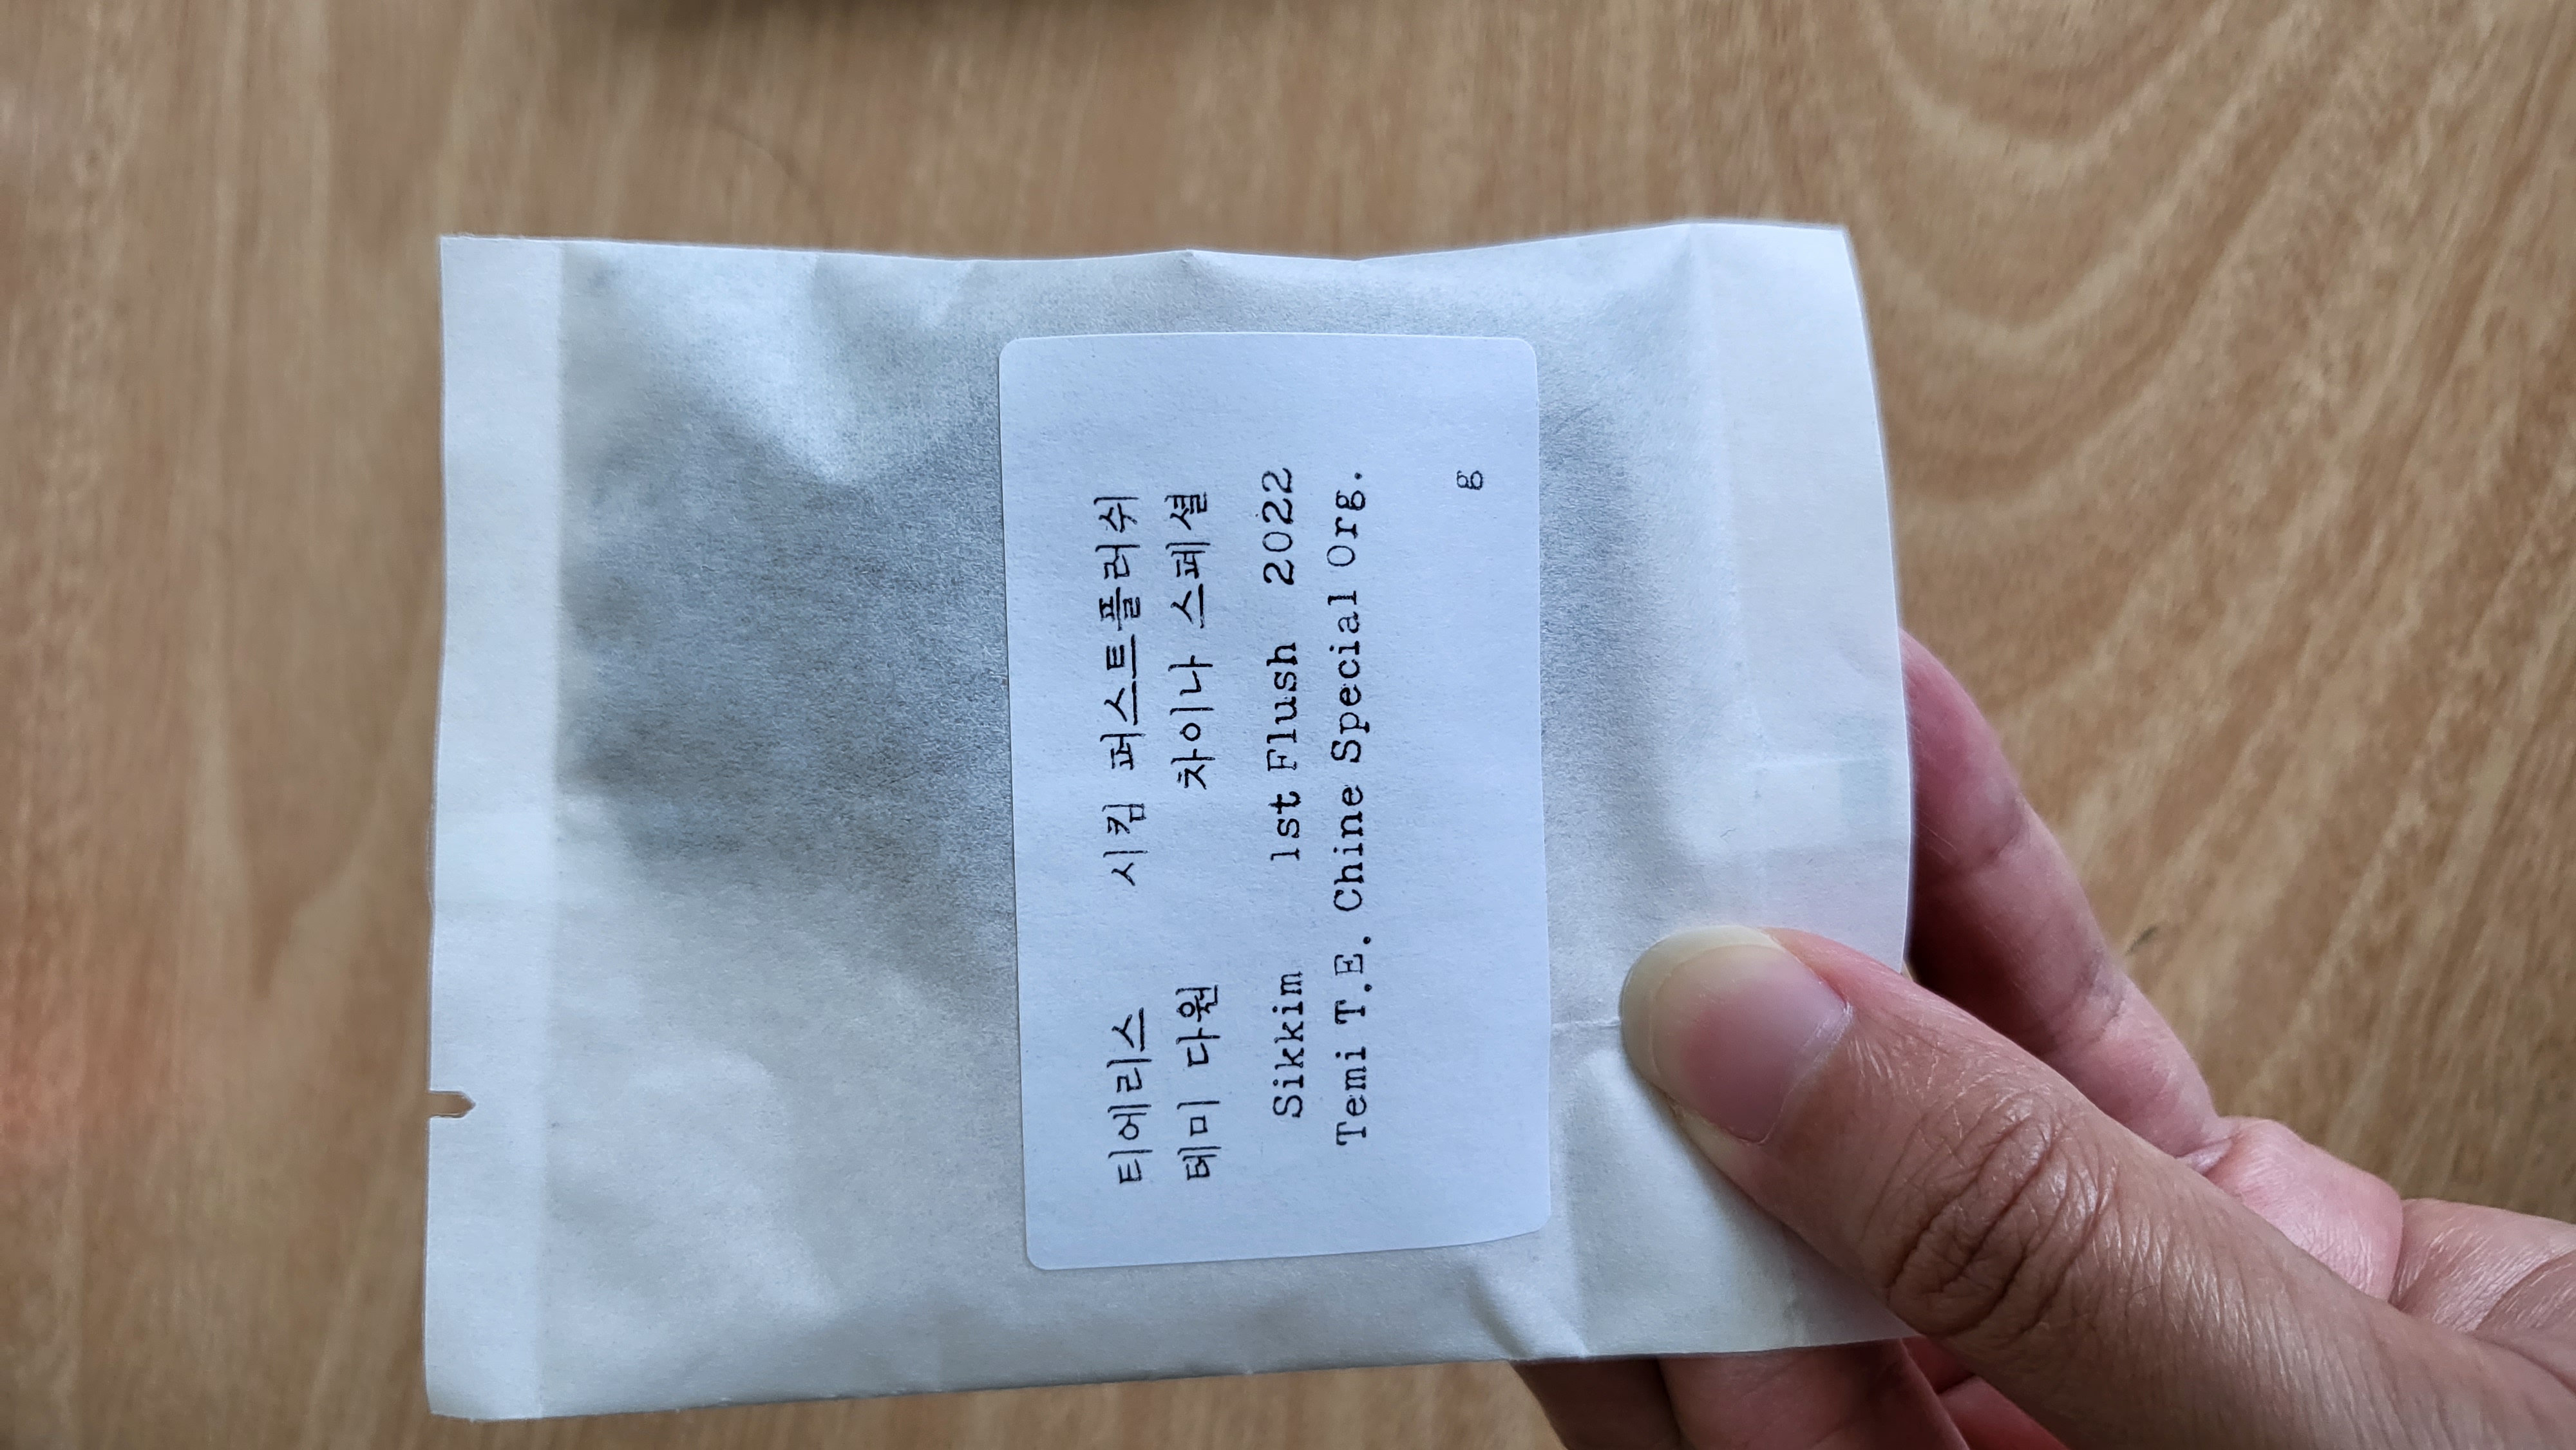 티에리스 시킴 퍼스트플러쉬
테미 다원 차이나 스페셜
Sikkim 1st Flush 2022
Temi T.E. Chine Special Org.
g